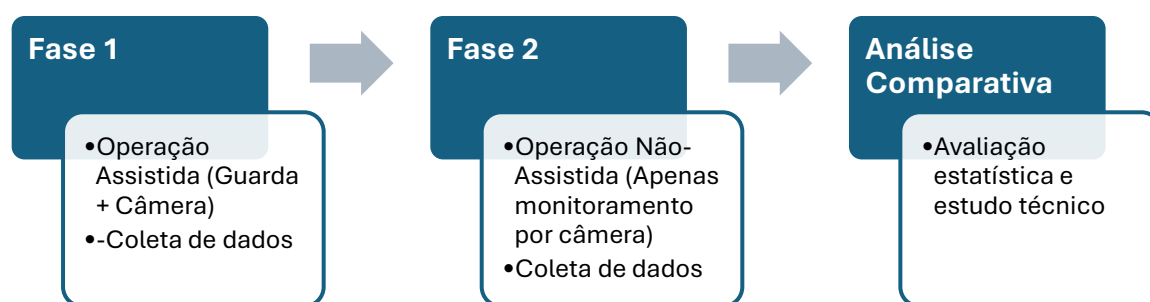 Fase 1
•Operação
Assistida (Guarda
+ Câmera)
•-Coleta de dados
Fase 2
•Operação Não-
Assistida (Apenas
monitoramento
por câmera)
•Coleta de dados
Análise
Comparativa
•Avaliação
estatística e
estudo técnico